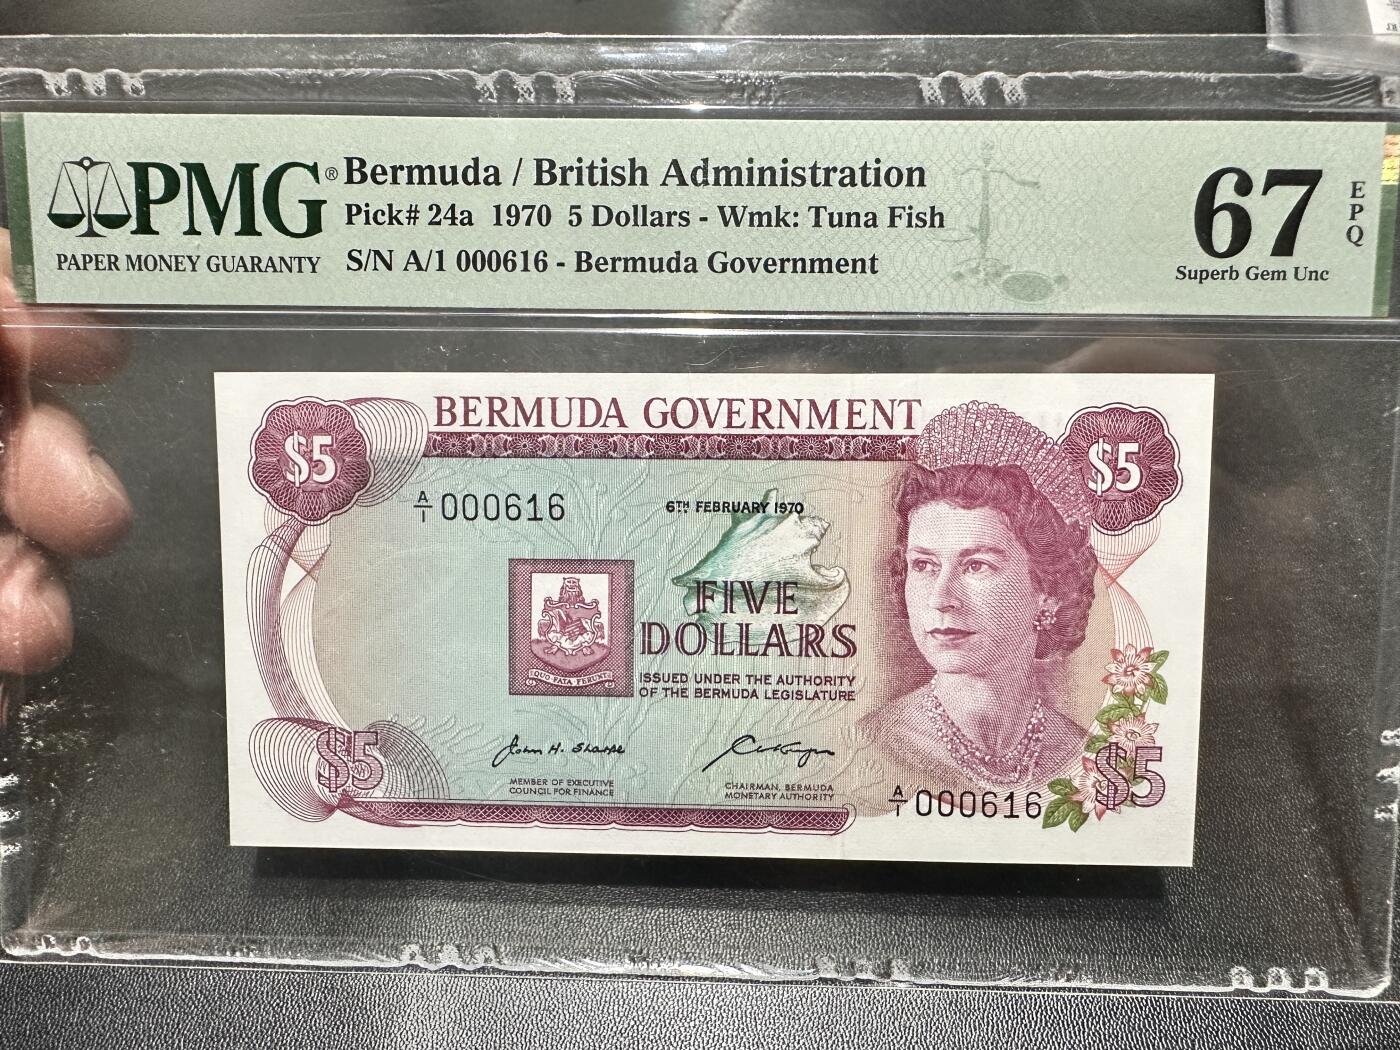 PMG®
PAPER MONEY GUARANTY
Bermuda / British Administration
Pick# 24a 1970 5 Dollars - Wmk: Tuna Fish
S/N A/1 000616 - Bermuda Government
67
EPQ
Superb Gem Unc
BERMUDA GOVERNMENT
$5
$5
A/1 000616
6TH FEBRUARY 1970
FIVE
DOLLARS
ISSUED UNDER THE AUTHORITY
OF THE BERMUDA LEGISLATURE
QUO FATA FERUNT
John H. Sharpe
MEMBER OF EXECUTIVE
COUNCIL FOR FINANCE
CHAIRMAN, BERMUDA
MONETARY AUTHORITY
$5
A/1 000616
$5